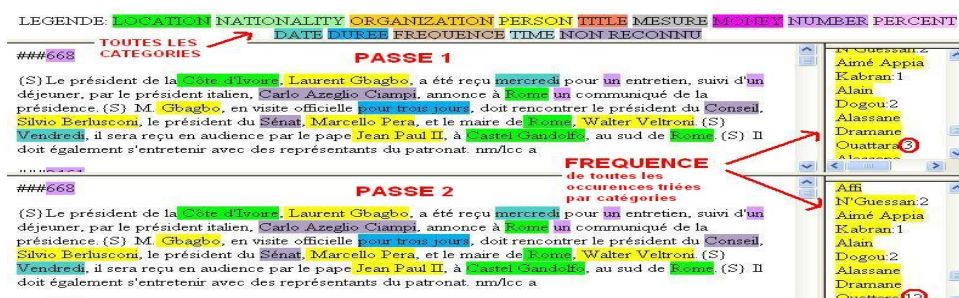 LEGENDE: LOCATION NATIONALITY ORGANIZATION PERSON TITLE MESURE MONEY NUMBER PERCENT
DATE DUREE FREQUENCE TIME NON RECONNU
TOUTES LES
CATEGORIES
###668
PASSE 1
(S) Le président de la Côte d'Ivoire, Laurent Gbagbo, a été reçu mercredi pour un entretien, suivi d'un
déjeuner, par le président italien, Carlo Azeglio Ciampi, annonce à Rome un communiqué de la
présidence. (S) M. Gbagbo, en visite officielle pour trois jours, doit rencontrer le président du Conseil,
Silvio Berlusconi, le président du Sénat, Marcello Pera, et le maire de Rome, Walter Veltroni. (S)
Vendredi, il sera reçu en audience par le pape Jean Paul II, à Castel Gandolfo, au sud de Rome. (S) Il
doit également s'entretenir avec des représentants du patronat. nm/lcc a
N'Guessan:2
Aimé Appia
Kabran:1
Alain
Dogou:2
Alassane
Dramane
Ouattara:3
Alassane
FREQUENCE
de toutes les
occurences triées
par catégories
###668
PASSE 2
(S) Le président de la Côte d'Ivoire, Laurent Gbagbo, a été reçu mercredi pour un entretien, suivi d'un
déjeuner, par le président italien, Carlo Azeglio Ciampi, annonce à Rome un communiqué de la
présidence. (S) M. Gbagbo, en visite officielle pour trois jours, doit rencontrer le président du Conseil,
Silvio Berlusconi, le président du Sénat, Marcello Pera, et le maire de Rome, Walter Veltroni. (S)
Vendredi, il sera reçu en audience par le pape Jean Paul II, à Castel Gandolfo, au sud de Rome. (S) Il
doit également s'entretenir avec des représentants du patronat. nm/lcc a
Affi
N'Guessan:2
Aimé Appia
Kabran:1
Alain
Dogou:2
Alassane
Dramane
Ouattara:12